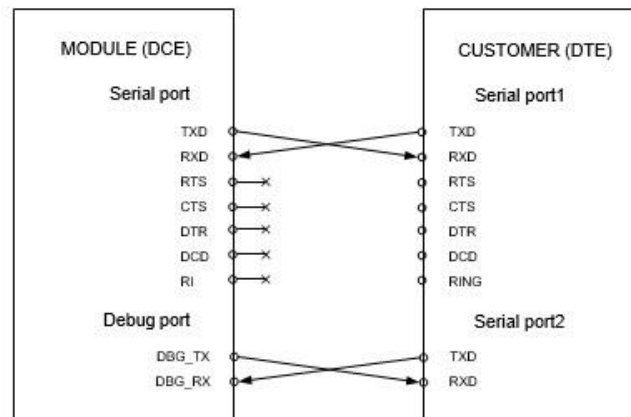 MODULE (DCE)
Serial port
TXD
RXD
RTS
CTS
DTR
DCD
RI
Debug port
DBG_TX
DBG_RX
CUSTOMER (DTE)
Serial port1
TXD
RXD
RTS
CTS
DTR
DCD
RING
Serial port2
TXD
RXD